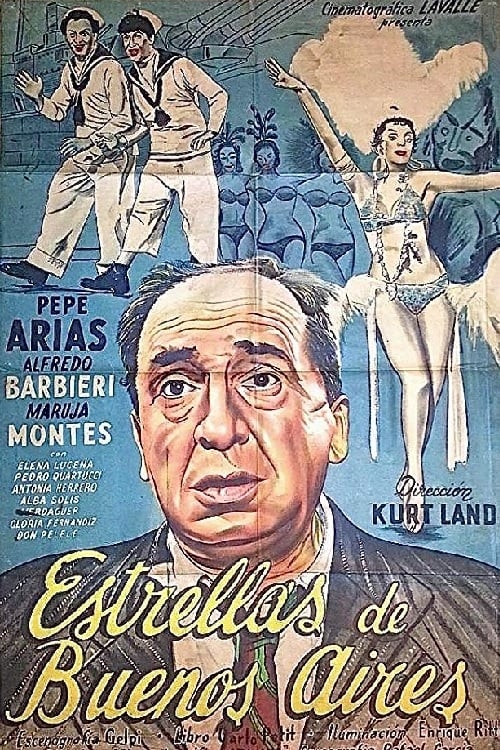 Cinematográfica LAVALLE
presenta
PEPE
ARIAS
ALFREDO
BARBIERI
MARUJA
MONTES
con
ELENA LUCENA
PEDRO QUARTUCCI
ANTONIA HERRERO
ALBA SOLIS
VERDAGUER
GLORIA FERNANDIZ
DON PELELE
Dirección
KURT LAND
Estrellas de
Buenos Aires
Escenografía Gelpi Libro Carlo Petit Iluminación Enrique